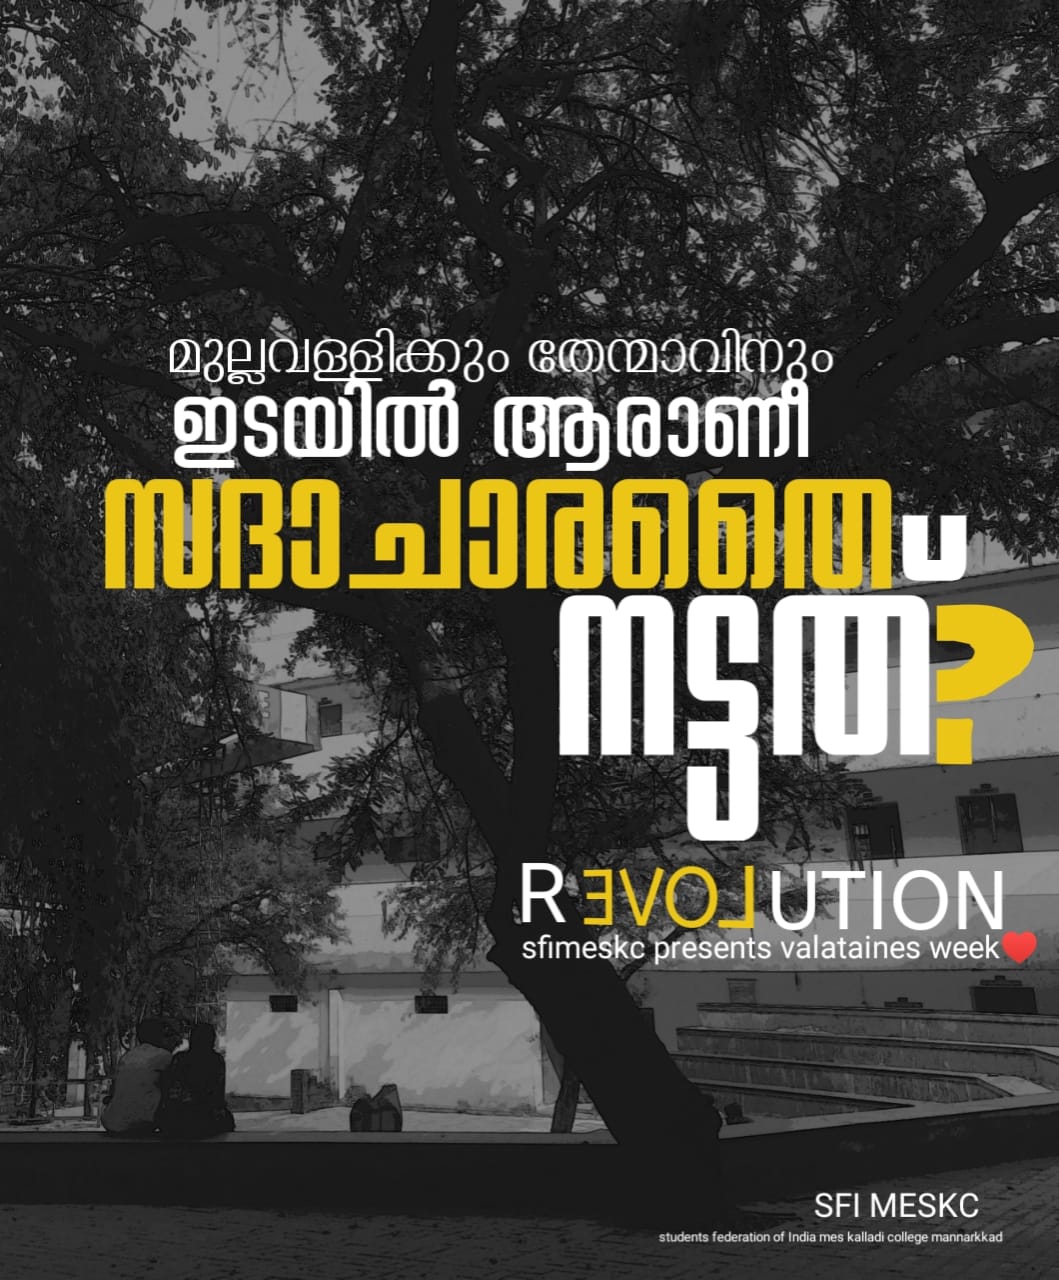 മുല്ലവള്ളിക്കും തേന്മാവിനും
ഇടയിൽ ആരാണീ
സദാചാരത്തെ
നട്ടത്?
REVOLUTION
sfimeskc presents valataines week❤️
SFI MESKC
students federation of India mes kalladi college mannarkkad